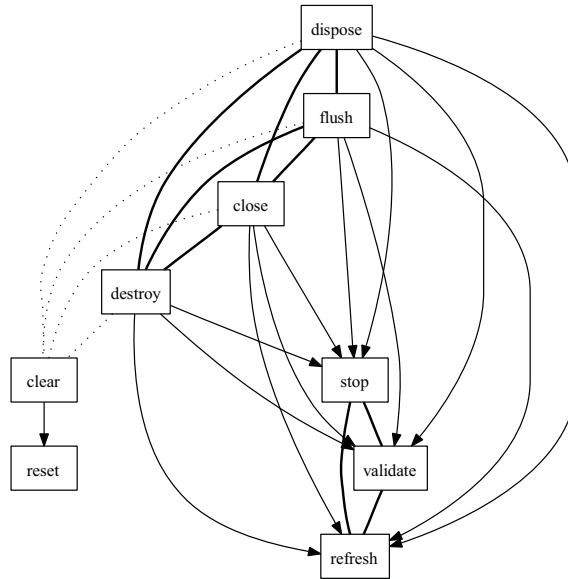 dispose
flush
close
destroy
clear
stop
reset
validate
refresh